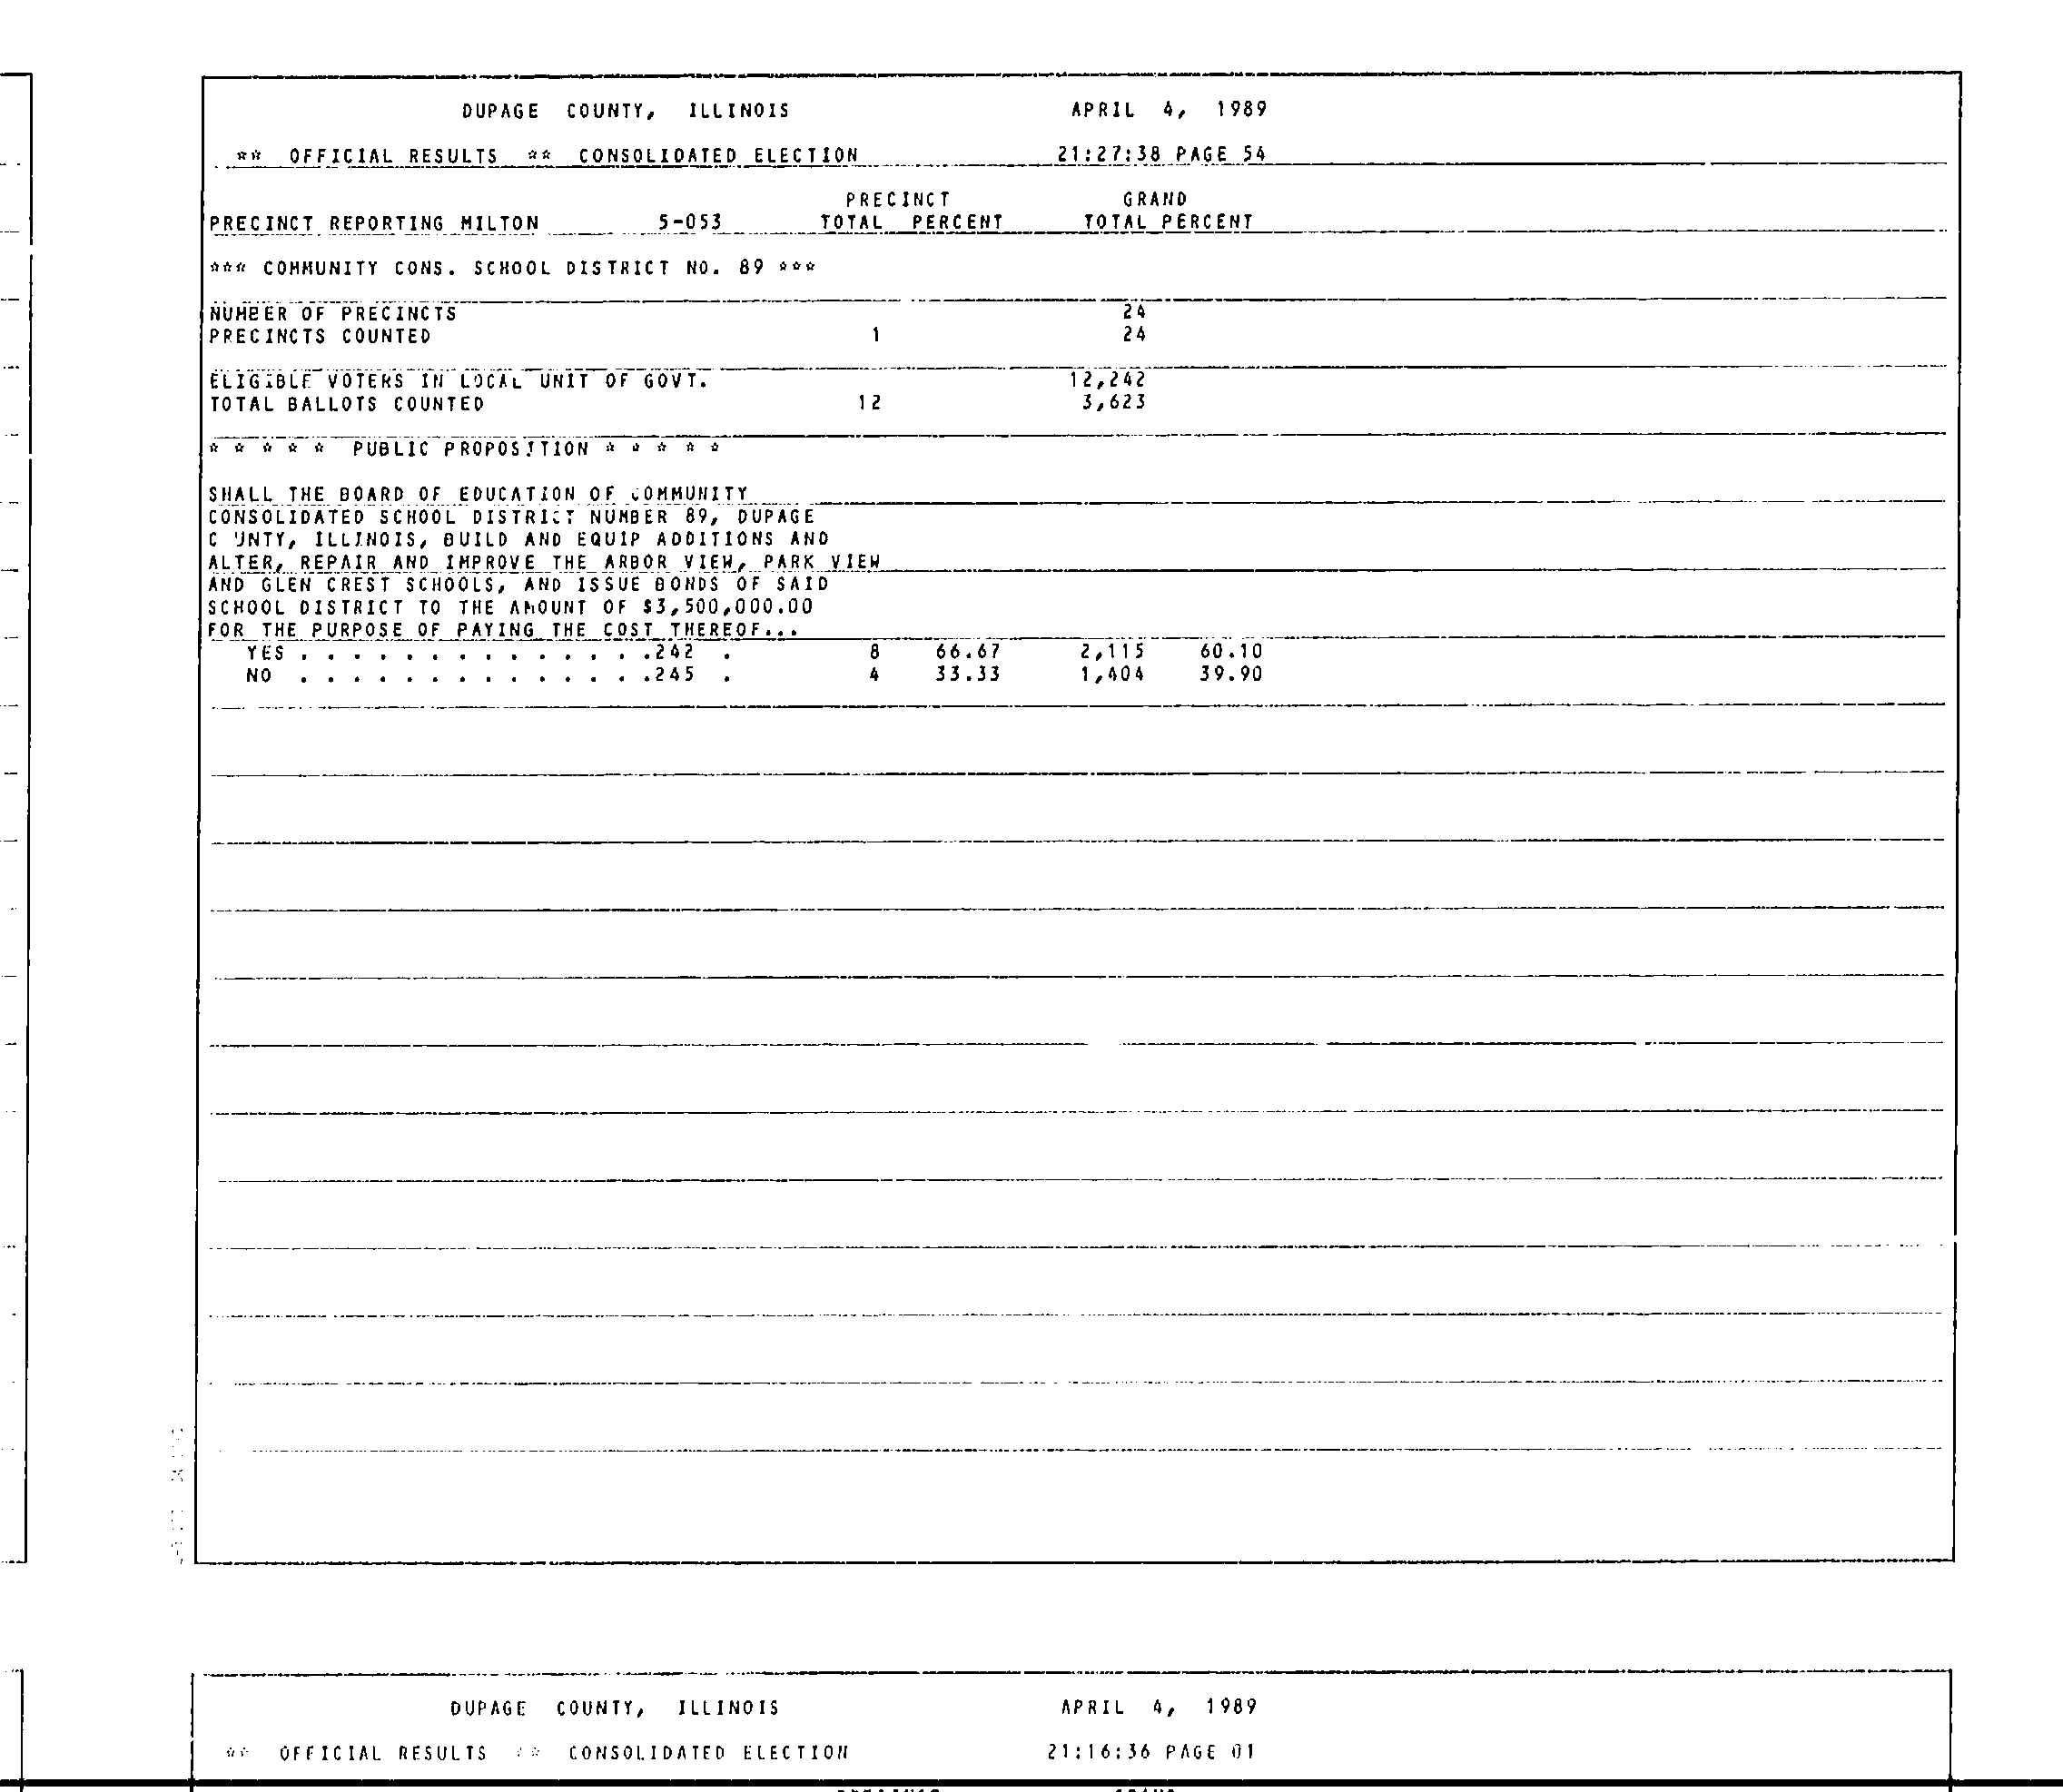 DUPAGE COUNTY, ILLINOIS APRIL 4, 1989
** OFFICIAL RESULTS ** CONSOLIDATED ELECTION 21:27:38 PAGE 54
PRECINCT GRAND
PRECINCT REPORTING MILTON 5-053 TOTAL PERCENT TOTAL PERCENT
*** COMMUNITY CONS. SCHOOL DISTRICT NO. 89 ***
NUMBER OF PRECINCTS 24
PRECINCTS COUNTED 1 24
ELIGIBLE VOTERS IN LOCAL UNIT OF GOVT. 12,242
TOTAL BALLOTS COUNTED 12 3,623
* * * * * PUBLIC PROPOSITION * * * * *
SHALL THE BOARD OF EDUCATION OF COMMUNITY
CONSOLIDATED SCHOOL DISTRICT NUMBER 89, DUPAGE
C UNTY, ILLINOIS, BUILD AND EQUIP ADDITIONS AND
ALTER, REPAIR AND IMPROVE THE ARBOR VIEW, PARK VIEW
AND GLEN CREST SCHOOLS, AND ISSUE BONDS OF SAID
SCHOOL DISTRICT TO THE AMOUNT OF $3,500,000.00
FOR THE PURPOSE OF PAYING THE COST THEREOF...
YES . . . . . . . . . . . . . .242 . 8 66.67 2,115 60.10
NO . . . . . . . . . . . . . .245 . 4 33.33 1,404 39.90
DUPAGE COUNTY, ILLINOIS APRIL 4, 1989
** OFFICIAL RESULTS ** CONSOLIDATED ELECTION 21:16:36 PAGE 01